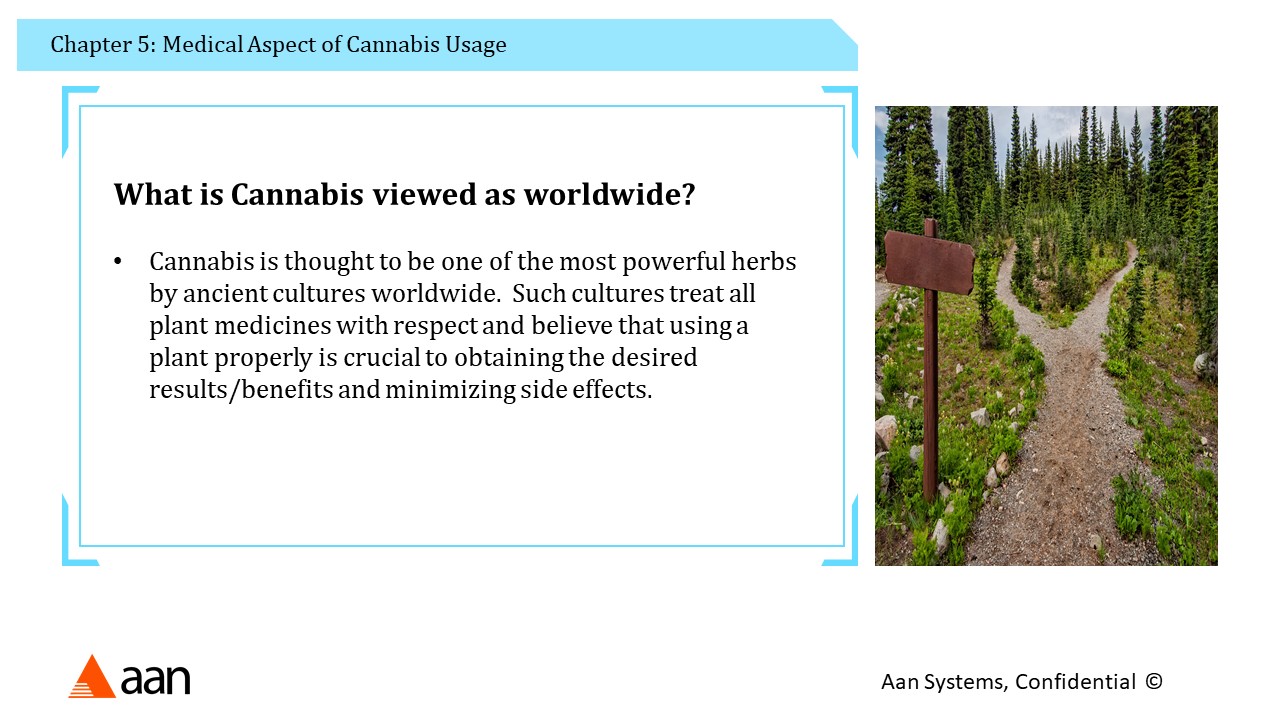 Chapter 5: Medical Aspect of Cannabis Usage
What is Cannabis viewed as worldwide?
• Cannabis is thought to be one of the most powerful herbs
by ancient cultures worldwide.  Such cultures treat all
plant medicines with respect and believe that using a
plant properly is crucial to obtaining the desired
results/benefits and minimizing side effects.
aan
Aan Systems, Confidential ©